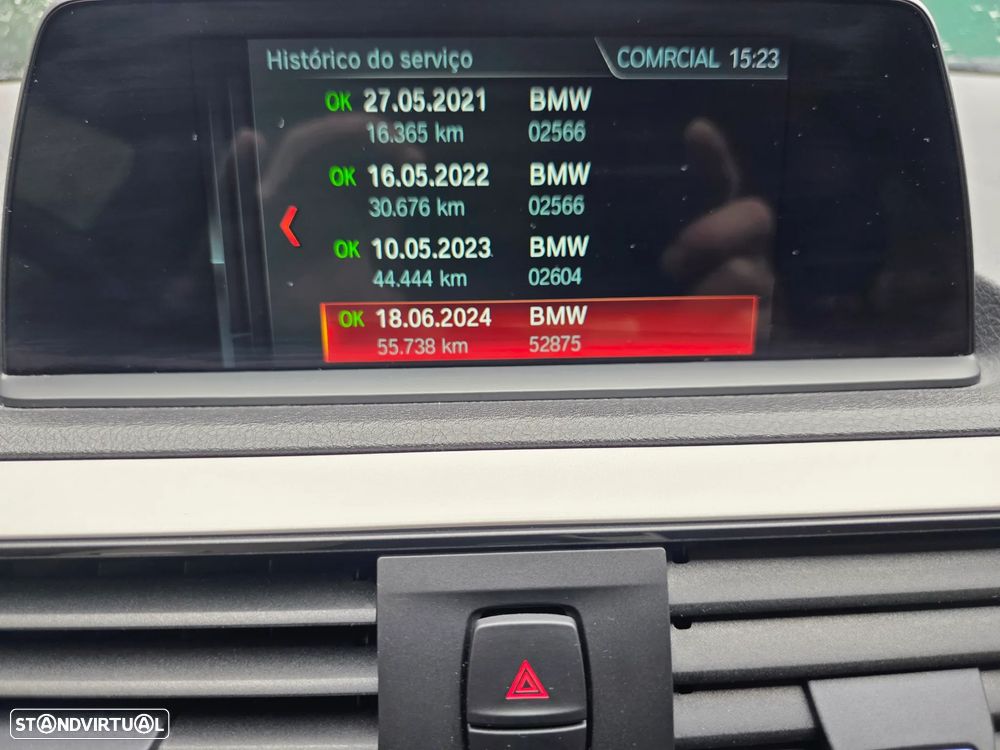 Histórico do serviço COMRCIAL 15:23
OK 27.05.2021 BMW
16.365 km 02566
OK 16.05.2022 BMW
30.676 km 02566
OK 10.05.2023 BMW
44.444 km 02604
OK 18.06.2024 BMW
55.738 km 52875
STANDVIRTUAL